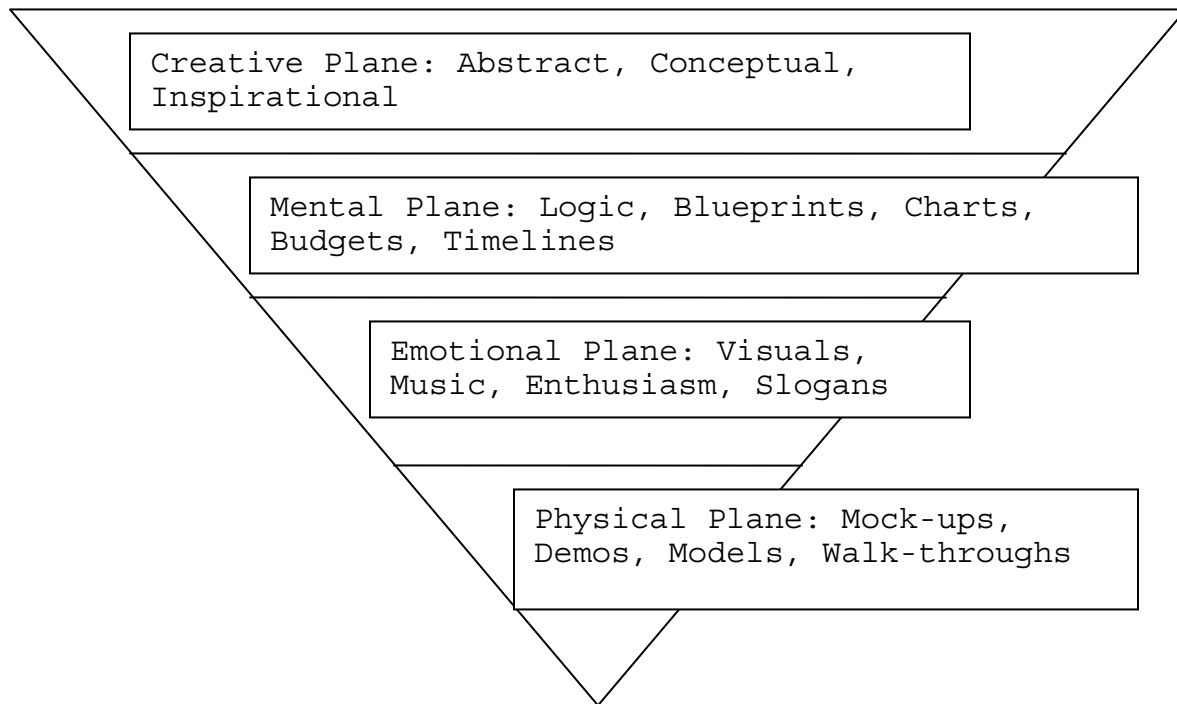 Creative Plane: Abstract, Conceptual,
Inspirational
Mental Plane: Logic, Blueprints, Charts,
Budgets, Timelines
Emotional Plane: Visuals,
Music, Enthusiasm, Slogans
Physical Plane: Mock-ups,
Demos, Models, Walk-throughs